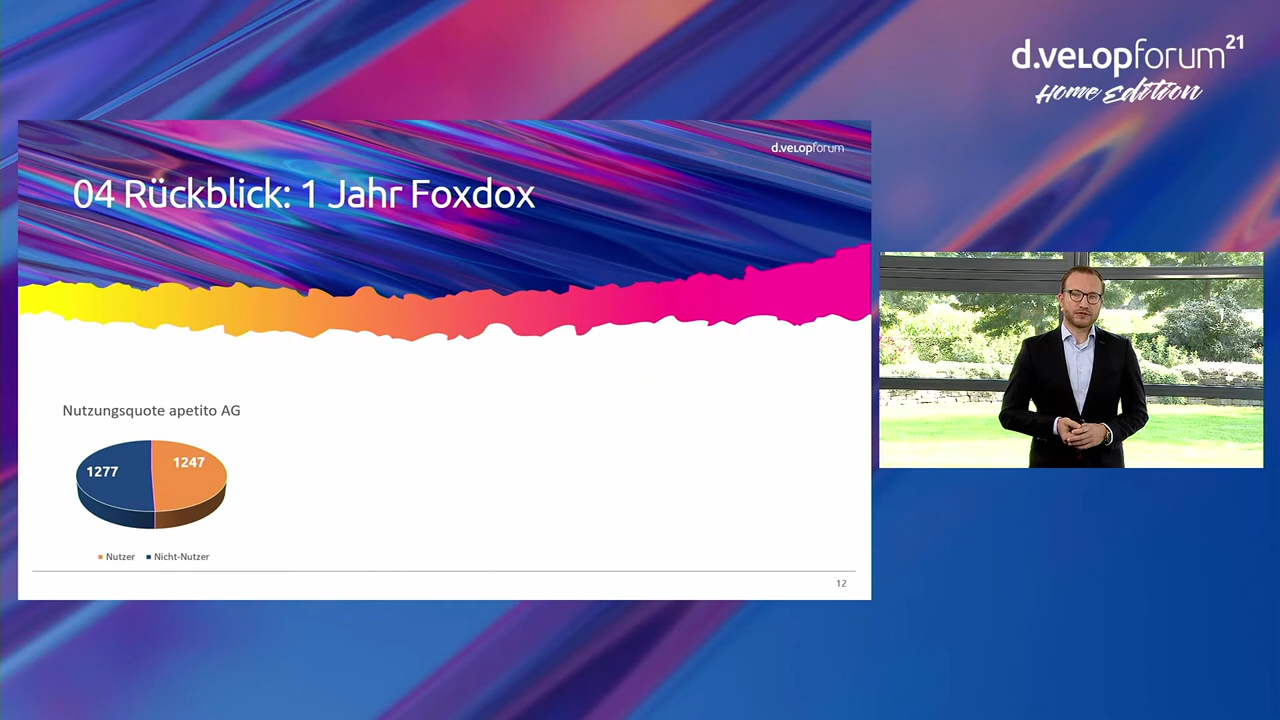 d.velopforum21
Home Edition
d.velopforum
04 Rückblick: 1 Jahr Foxdox
Nutzungsquote apetito AG
1277
1247
Nutzer
Nicht-Nutzer
12